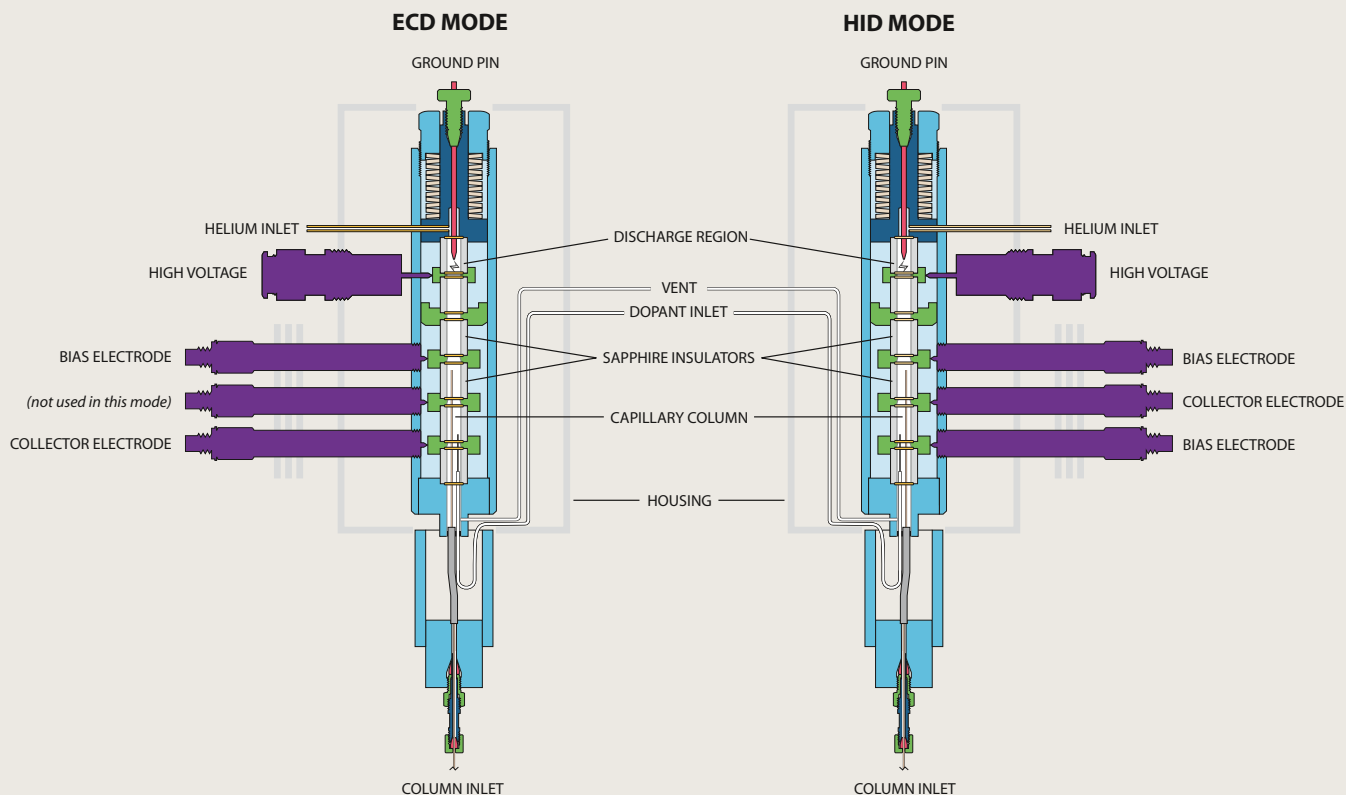 ECD MODE
HID MODE
GROUND PIN
GROUND PIN
HELIUM INLET
HELIUM INLET
DISCHARGE REGION
HIGH VOLTAGE
HIGH VOLTAGE
VENT
DOPANT INLET
BIAS ELECTRODE
SAPPHIRE INSULATORS
BIAS ELECTRODE
(not used in this mode)
COLLECTOR ELECTRODE
CAPILLARY COLUMN
COLLECTOR ELECTRODE
BIAS ELECTRODE
HOUSING
COLUMN INLET
COLUMN INLET